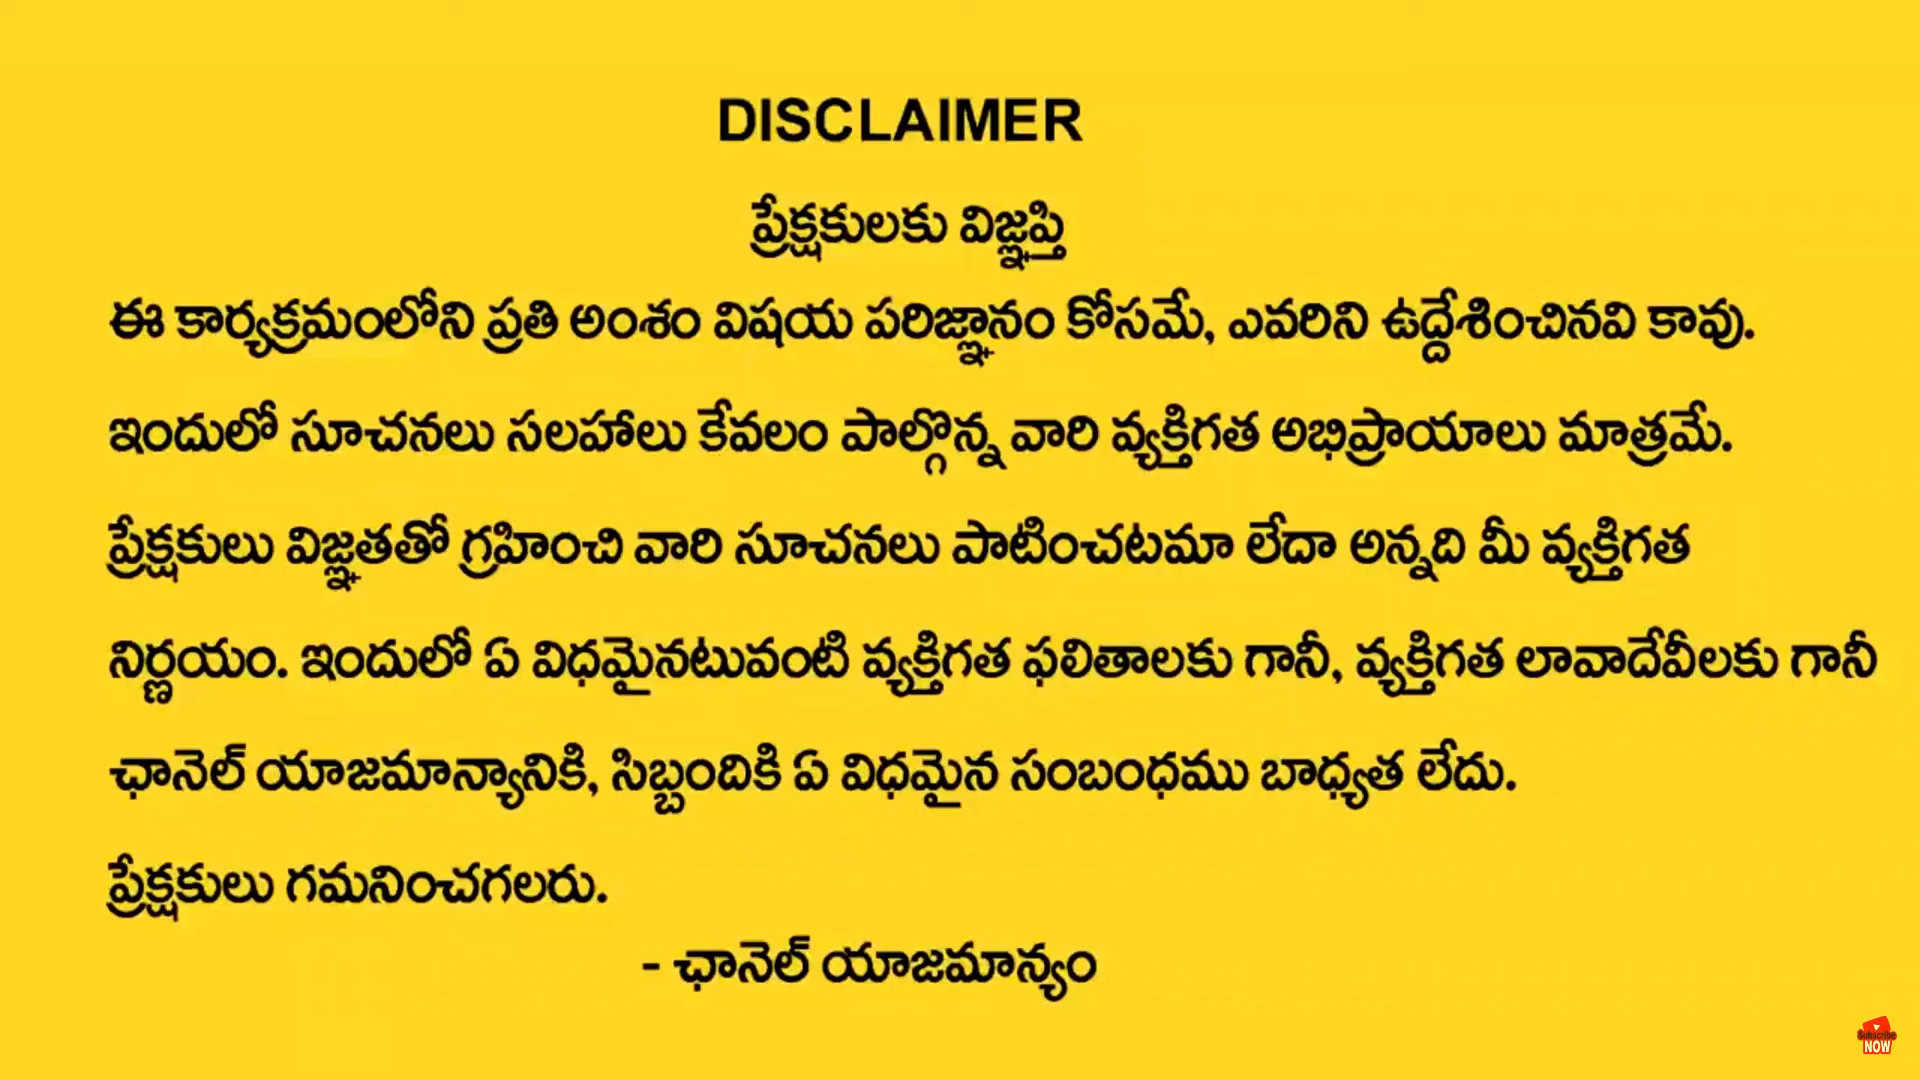 DISCLAIMER
ప్రేక్షకులకు విజ్ఞప్తి
ఈ కార్యక్రమంలోని ప్రతి అంశం విషయ పరిజ్ఞానం కోసమే, ఎవరిని ఉద్దేశించినవి కావు.
ఇందులో సూచనలు సలహాలు కేవలం పాల్గొన్న వారి వ్యక్తిగత అభిప్రాయాలు మాత్రమే.
ప్రేక్షకులు విజ్ఞతతో గ్రహించి వారి సూచనలు పాటించటమా లేదా అన్నది మీ వ్యక్తిగత
నిర్ణయం. ఇందులో ఏ విధమైనటువంటి వ్యక్తిగత ఫలితాలకు గానీ, వ్యక్తిగత లావాదేవీలకు గానీ
ఛానెల్ యాజమాన్యానికి, సిబ్బందికి ఏ విధమైన సంబంధము బాధ్యత లేదు.
ప్రేక్షకులు గమనించగలరు.
- ఛానెల్ యాజమాన్యం
Subscribe
NOW